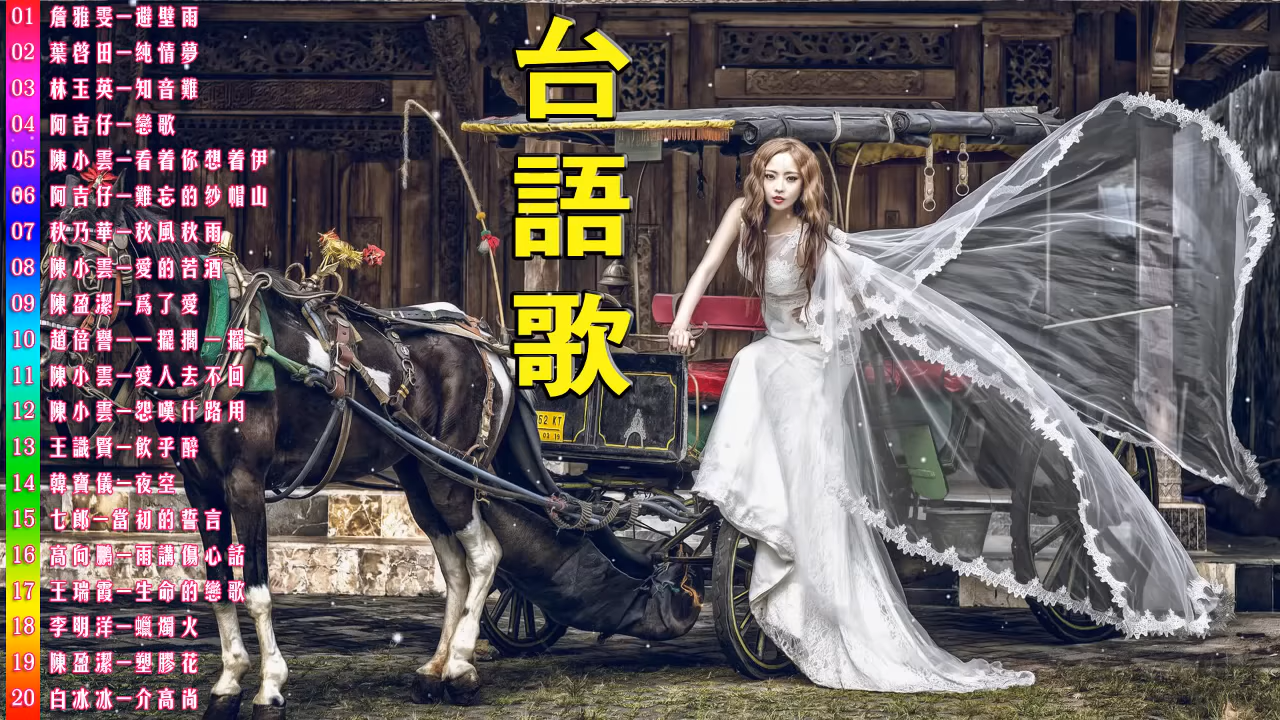 01 詹雅雯–避壁雨
02 葉啓田–純情夢
03 林玉英–知音難
04 阿吉仔–戀歌
05 陳小雲–看着你想着伊
06 阿吉仔–難忘的紗帽山
07 秋乃華–秋風秋雨
08 陳小雲–愛的苦酒
09 陳盈潔–爲了愛
10 趙倍譽–一擺擱一擺
11 陳小雲–愛人去不回
12 陳小雲–怨嘆什路用
13 王識賢–飲乎醉
14 韓寶儀–夜空
15 七郎–當初的誓言
16 高向鵬–雨講傷心話
17 王瑞霞–生命的戀歌
18 李明洋–蠟燭火
19 陳盈潔–塑膠花
20 白冰冰–介高尚
台語歌
52 KT
03 19